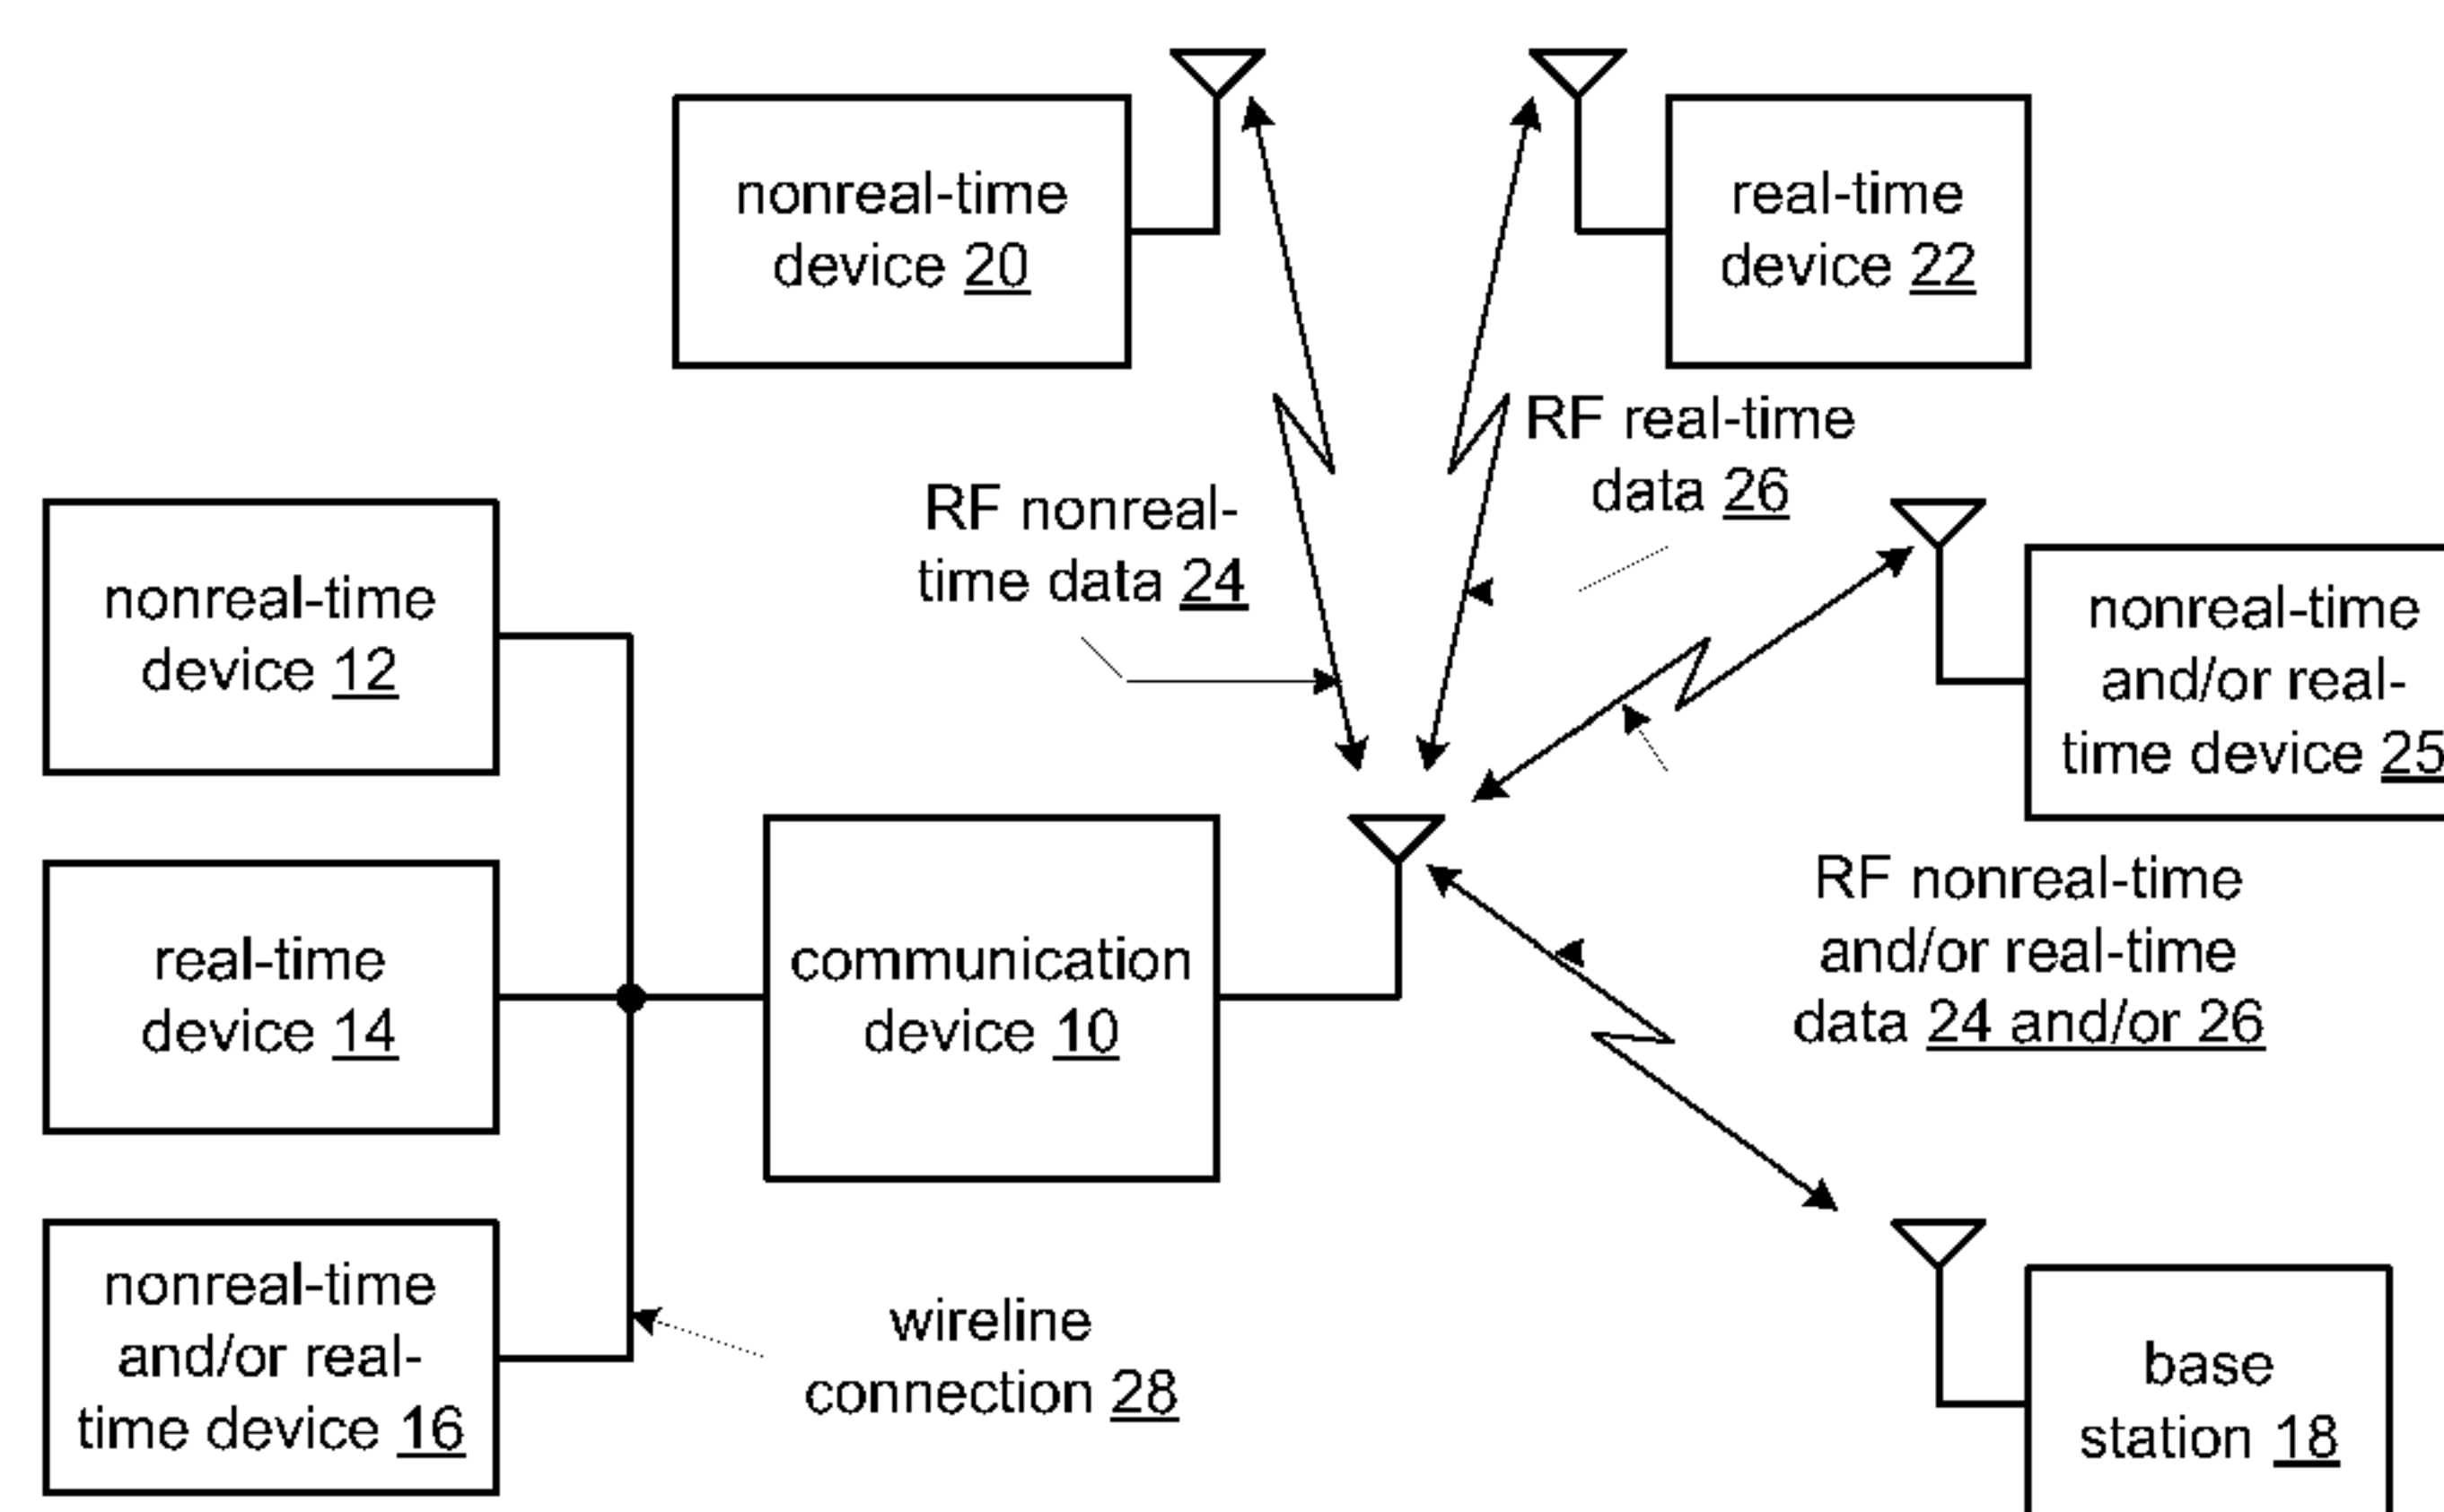 nonreal-time
device 20
real-time
device 22
RF real-time
data 26
RF nonreal-
time data 24
nonreal-time
device 12
nonreal-time
and/or real-
time device 25
real-time
device 14
communication
device 10
RF nonreal-time
and/or real-time
data 24 and/or 26
nonreal-time
and/or real-
time device 16
wireline
connection 28
base
station 18